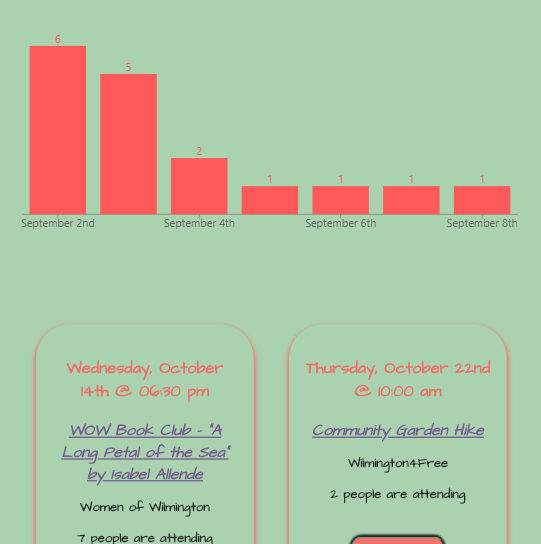 6
5
2
1
1
1
1
September 2nd
September 4th
September 6th
September 8th
Wednesday, October
14th @ 06:30 pm
WOW Book Club - "A
Long Petal of the Sea"
by Isabel Allende
Women of Wilmington
7 people are attending
Thursday, October 22nd
@ 10:00 am
Community Garden Hike
Wilmington4Free
2 people are attending